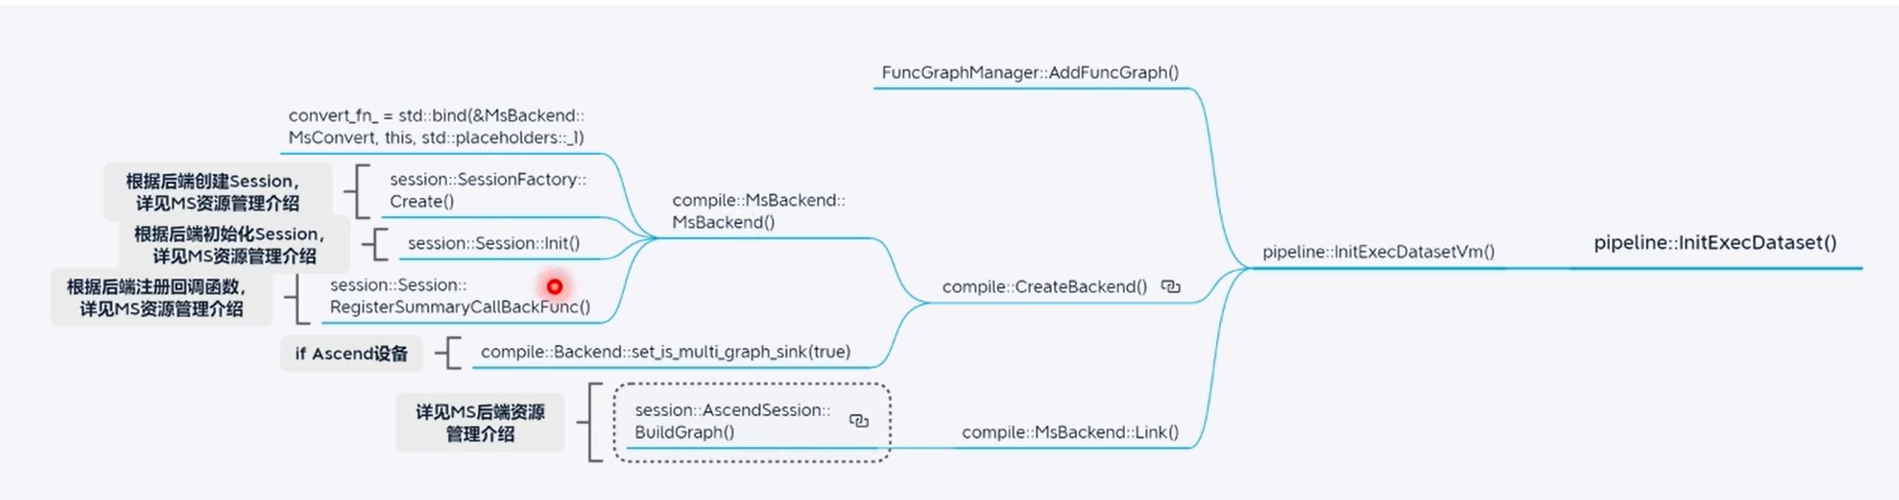 FuncGraphManager::AddFuncGraph()
convert_fn_ = std::bind(&MsBackend::
MsConvert, this, std::placeholders::_1)
根据后端创建Session，
详见MS资源管理介绍
session::SessionFactory::
Create()
compile::MsBackend::
MsBackend()
根据后端初始化Session，
详见MS资源管理介绍
session::Session::Init()
pipeline::InitExecDatasetVm()
pipeline::InitExecDataset()
根据后端注册回调函数，
详见MS资源管理介绍
session::Session::
RegisterSummaryCallBackFunc()
compile::CreateBackend()
if Ascend设备
compile::Backend::set_is_multi_graph_sink(true)
详见MS后端资源
管理介绍
session::AscendSession::
BuildGraph()
compile::MsBackend::Link()